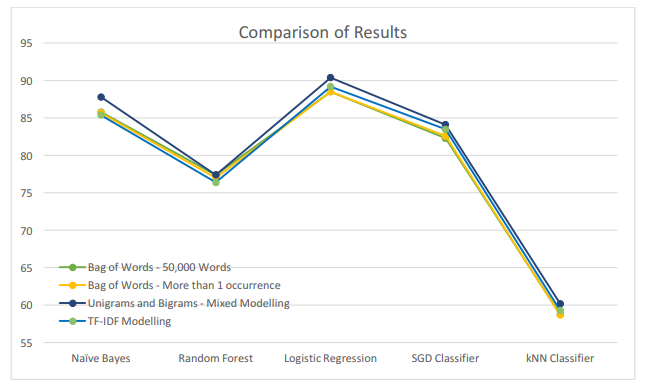 Comparison of Results
95
90
85
80
75
70
65
60
55
Bag of Words - 50,000 Words
Bag of Words - More than 1 occurrence
Unigrams and Bigrams - Mixed Modelling
TF-IDF Modelling
Naïve Bayes Random Forest Logistic Regression SGD Classifier kNN Classifier